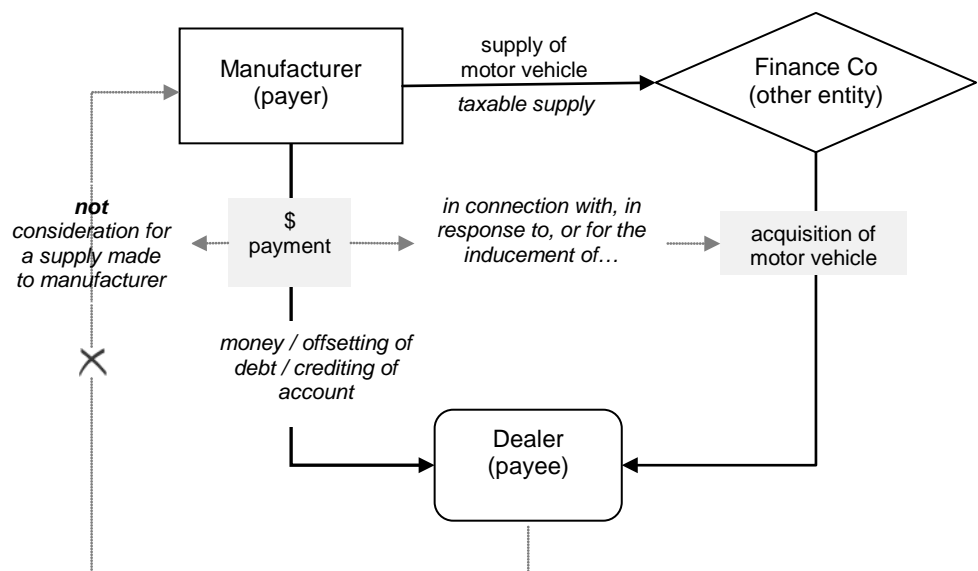 Manufacturer
(payer)
supply of
motor vehicle
taxable supply
Finance Co
(other entity)
not
consideration for
a supply made
to manufacturer
$
payment
in connection with, in
response to, or for the
inducement of…
acquisition of
motor vehicle
money / offsetting of
debt / crediting of
account
Dealer
(payee)